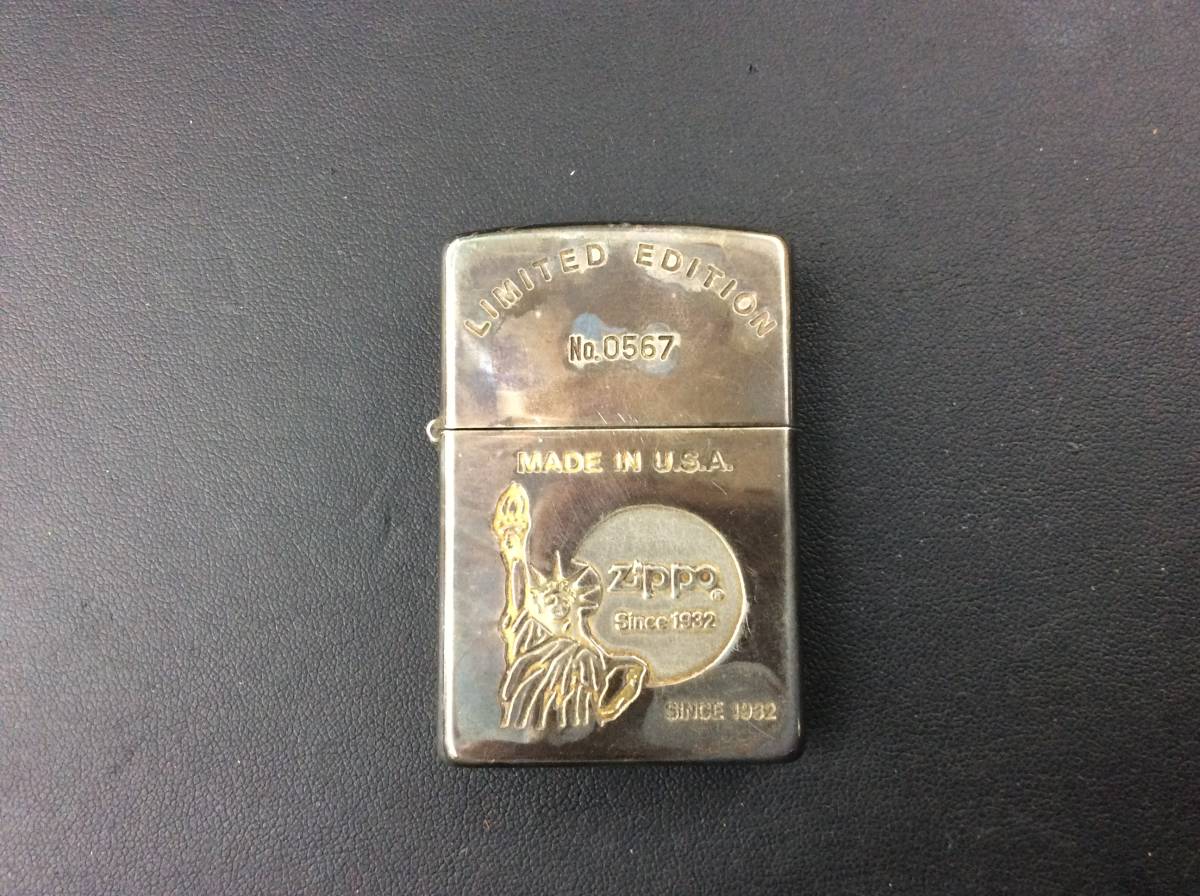 LIMITED EDITION
No.0567
MADE IN U.S.A.
Zippo®
Since 1932
SINCE 1932